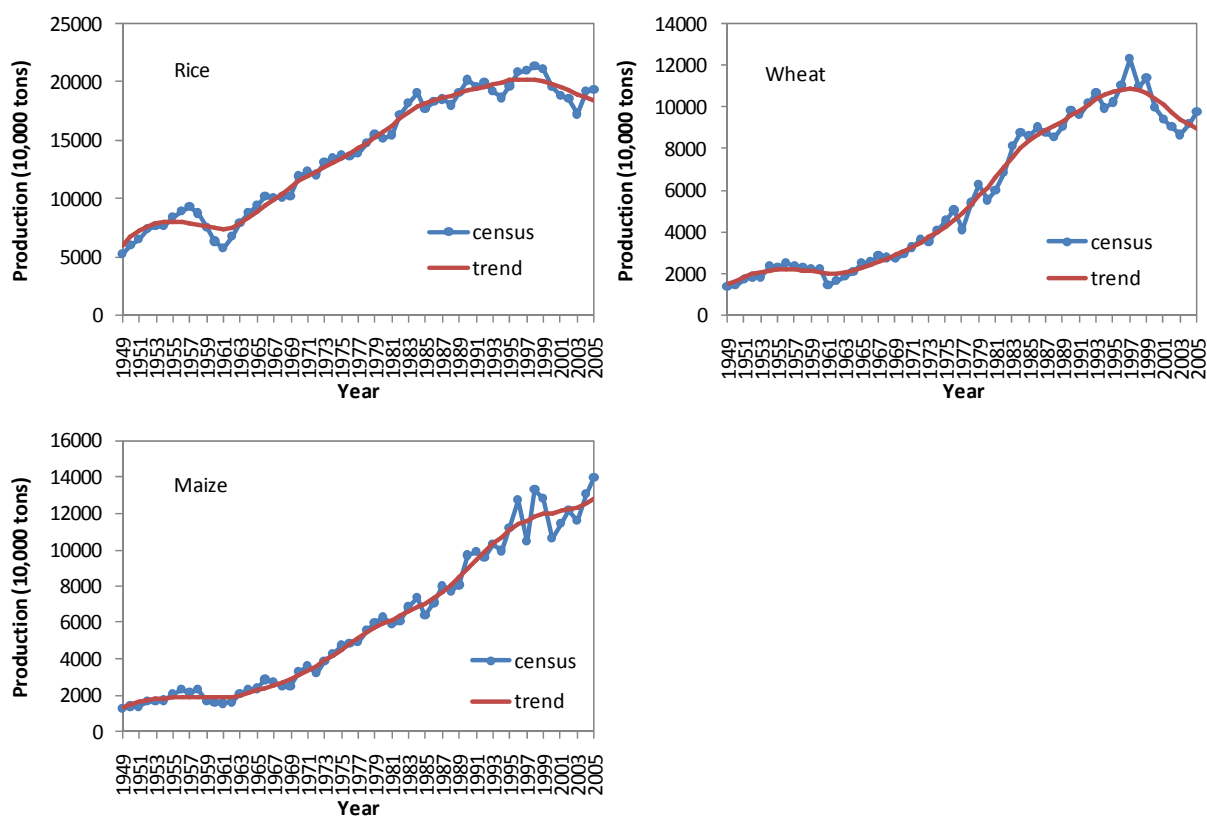 Production (10,000 tons)
25000
20000
15000
10000
5000
0
Rice
census
trend
1949 1951 1953 1955 1957 1959 1961 1963 1965 1967 1969 1971 1973 1975 1977 1979 1981 1983 1985 1987 1989 1991 1993 1995 1997 1999 2001 2003 2005
Year
Production (10,000 tons)
14000
12000
10000
8000
6000
4000
2000
0
Wheat
census
trend
1949 1951 1953 1955 1957 1959 1961 1963 1965 1967 1969 1971 1973 1975 1977 1979 1981 1983 1985 1987 1989 1991 1993 1995 1997 1999 2001 2003 2005
Year
Production (10,000 tons)
16000
14000
12000
10000
8000
6000
4000
2000
0
Maize
census
trend
1949 1951 1953 1955 1957 1959 1961 1963 1965 1967 1969 1971 1973 1975 1977 1979 1981 1983 1985 1987 1989 1991 1993 1995 1997 1999 2001 2003 2005
Year